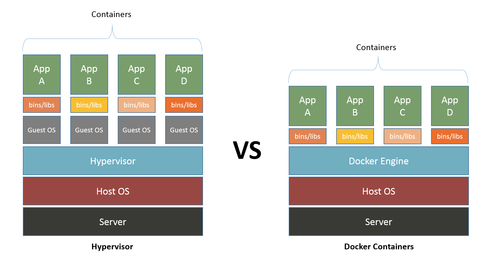 Containers
App
A
App
B
App
C
App
D
bins/libs
bins/libs
bins/libs
bins/libs
Guest OS
Guest OS
Guest OS
Guest OS
Hypervisor
Host OS
Server
Hypervisor
VS
Containers
App
A
App
B
App
C
App
D
bins/libs
bins/libs
bins/libs
bins/libs
Docker Engine
Host OS
Server
Docker Containers